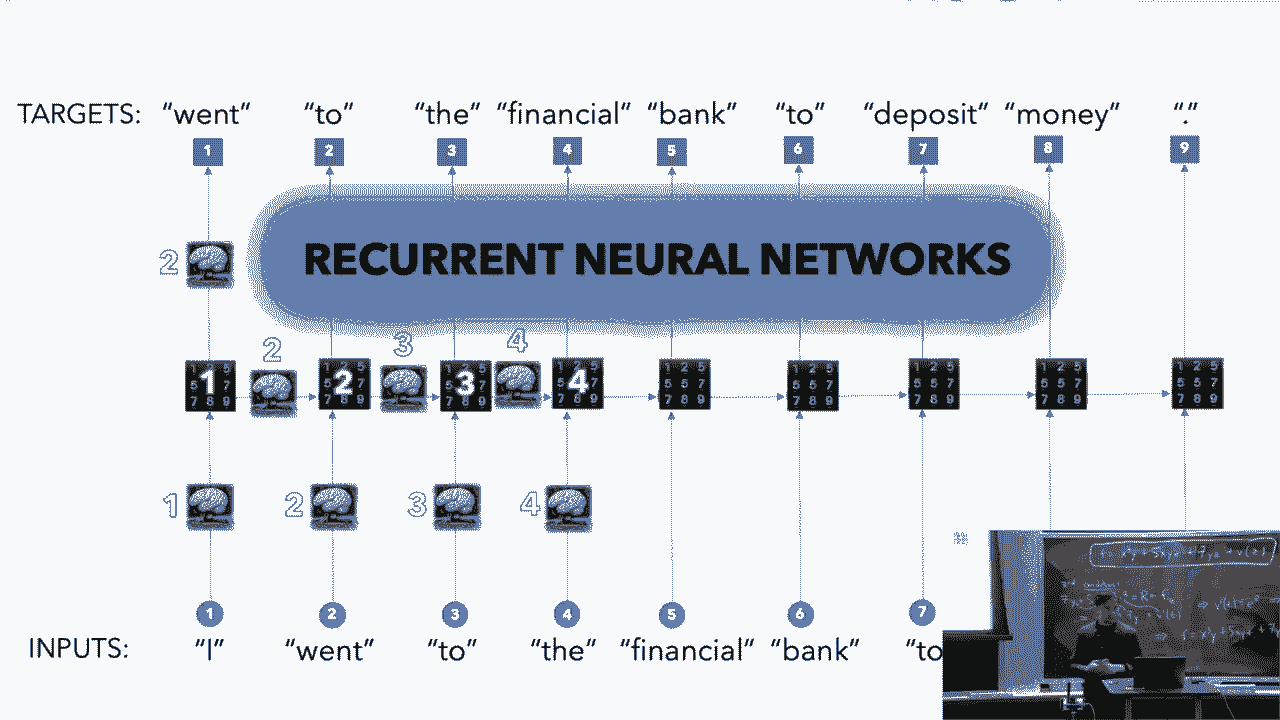 TARGETS: “went” “to” “the” “financial” “bank” “to” “deposit” “money” “.”
1 2 3 4 5 6 7 8 9
RECURRENT NEURAL NETWORKS
2
2 3 4
1 2 3 4
1 2 3 4
1 2 3 4 5 6 7
INPUTS: “I” “went” “to” “the” “financial” “bank” “to